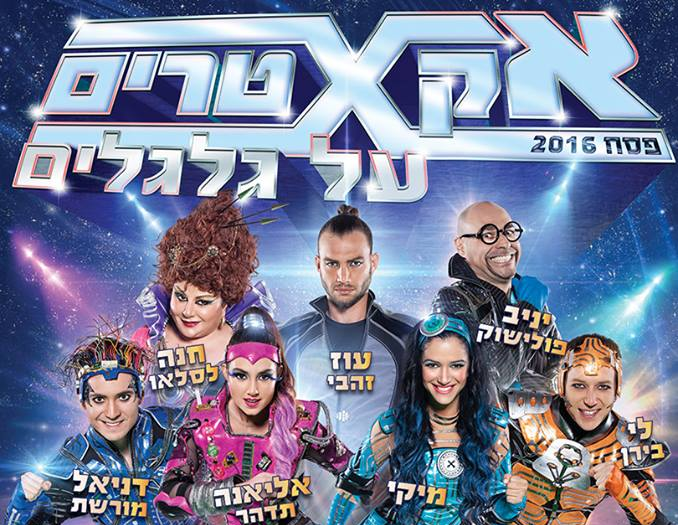 אקסטרים
פסח 2016
על גלגלים
חנה
לסלאו
עוז
זהבי
יניב
פולישוק
דניאל
מורשת
אליאנה
תדהר
מיקי
לי
בירן